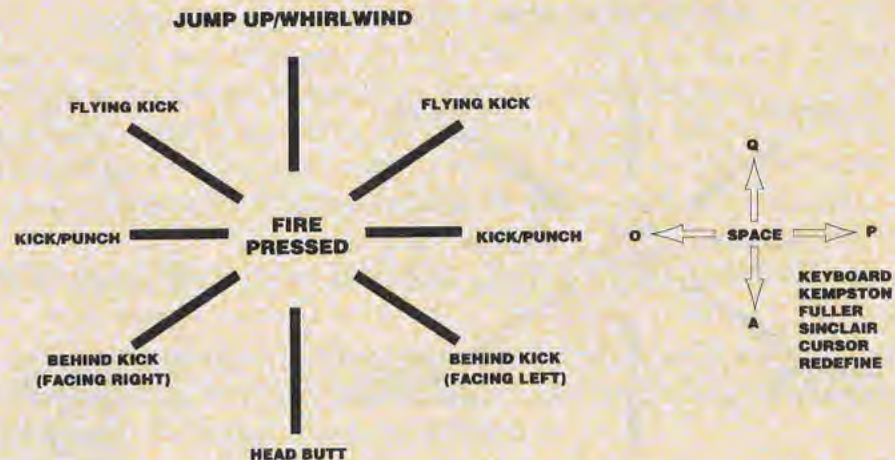 JUMP UP/WHIRLWIND
FLYING KICK
FLYING KICK
KICK/PUNCH
FIRE
PRESSED
KICK/PUNCH
BEHIND KICK
(FACING RIGHT)
BEHIND KICK
(FACING LEFT)
HEAD BUTT
Q
O
SPACE
P
A
KEYBOARD
KEMPSTON
FULLER
SINCLAIR
CURSOR
REDEFINE